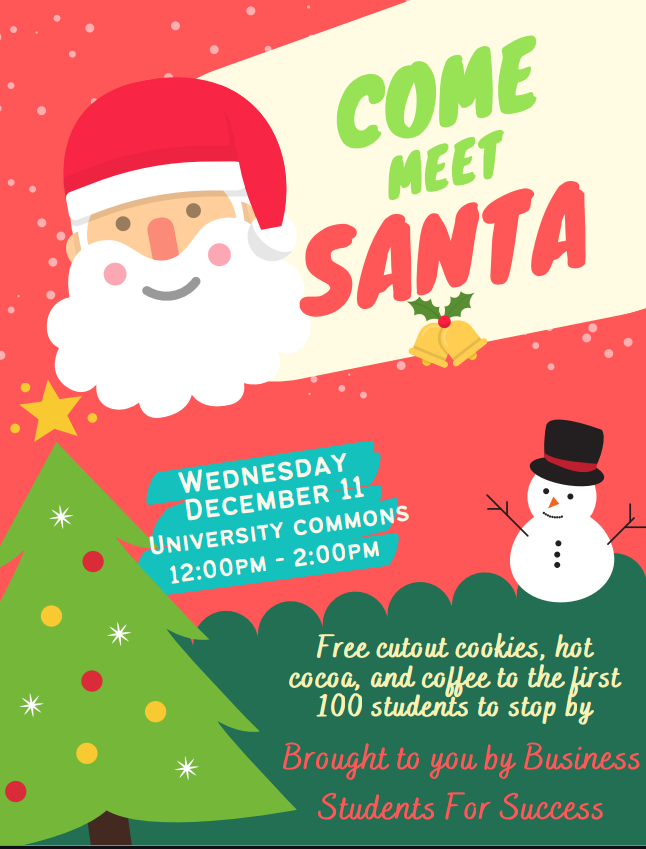 COME
MEET
SANTA
WEDNESDAY
DECEMBER 11
UNIVERSITY COMMONS
12:00PM - 2:00PM
Free cutout cookies, hot
cocoa, and coffee to the first
100 students to stop by
Brought to you by Business
Students For Success